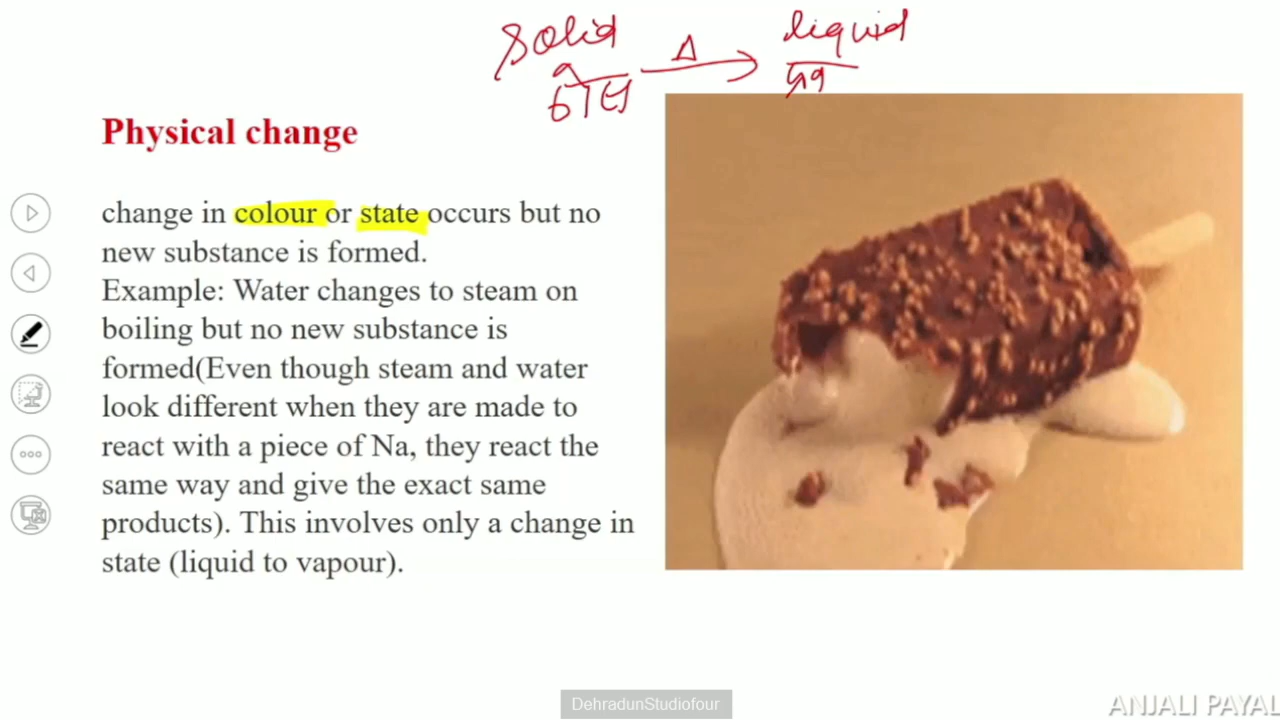 Solid Δ liquid
ठोस
Physical change
change in colour or state occurs but no
new substance is formed.
Example: Water changes to steam on
boiling but no new substance is
formed(Even though steam and water
look different when they are made to
react with a piece of Na, they react the
same way and give the exact same
products). This involves only a change in
state (liquid to vapour).
DehradunStudiofour
ANJALI PAYAL